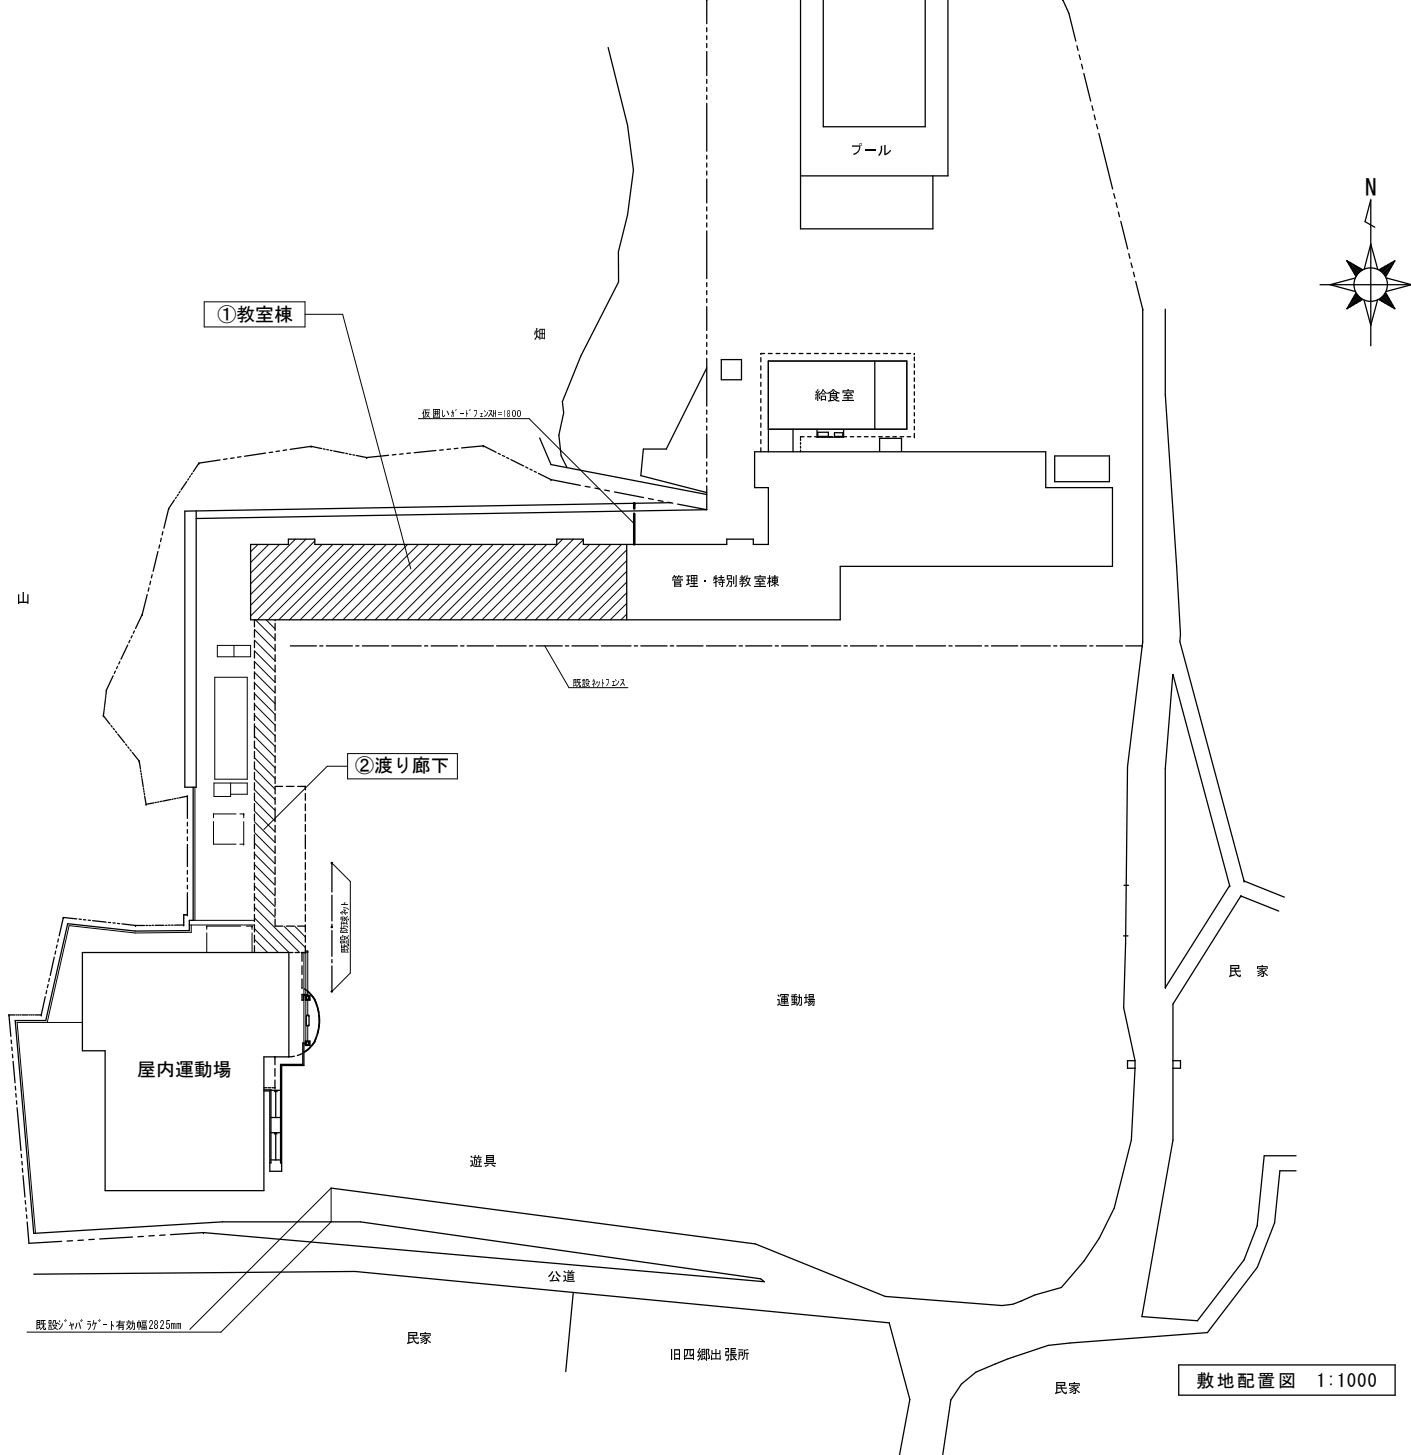 プール
N
①教室棟
畑
給食室
仮囲いガードフェンスH=1800
管理・特別教室棟
山
既設ネットフェンス
②渡り廊下
既設防球ネット
民 家
運動場
屋内運動場
遊具
公道
既設ジャバラゲート有効幅2825mm
民家
旧四郷出張所
民家
敷地配置図 1:1000